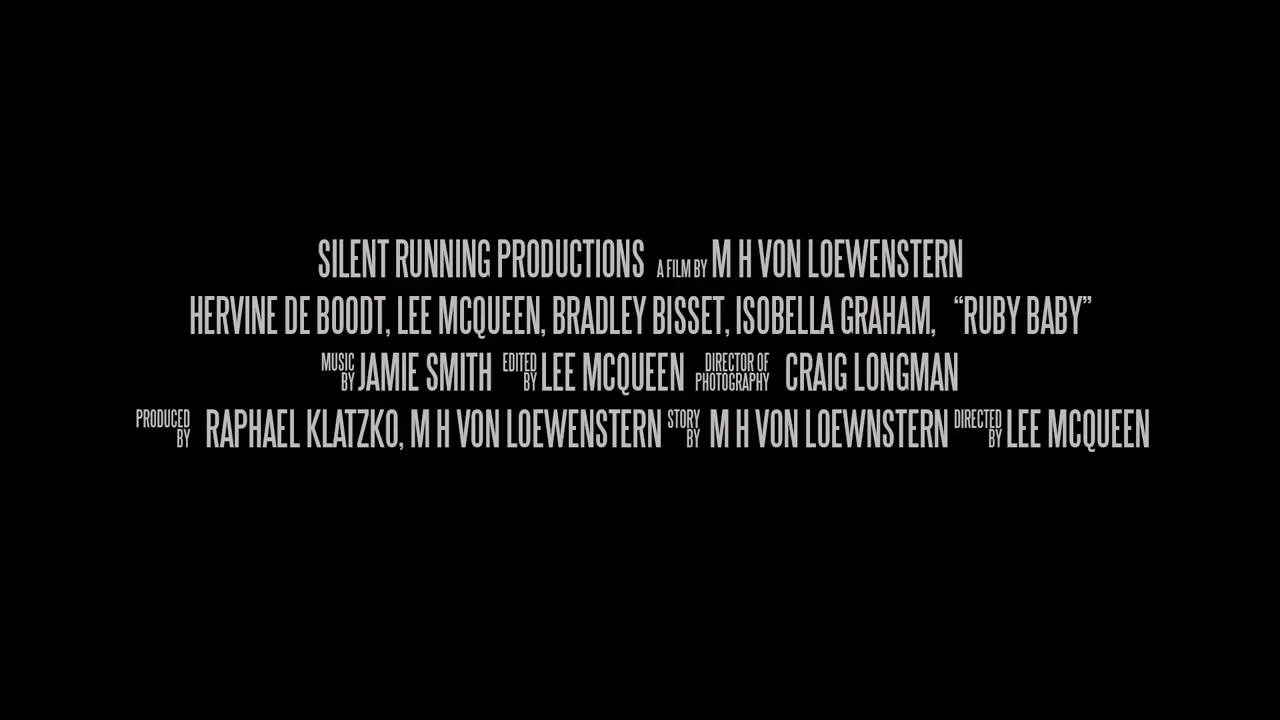 SILENT RUNNING PRODUCTIONS A FILM BY M H VON LOEWENSTERN
HERVINE DE BOODT, LEE MCQUEEN, BRADLEY BISSET, ISOBELLA GRAHAM, “RUBY BABY”
MUSIC BY JAMIE SMITH EDITED BY LEE MCQUEEN DIRECTOR OF PHOTOGRAPHY CRAIG LONGMAN
PRODUCED BY RAPHAEL KLATZKO, M H VON LOEWENSTERN STORY BY M H VON LOEWNSTERN DIRECTED BY LEE MCQUEEN